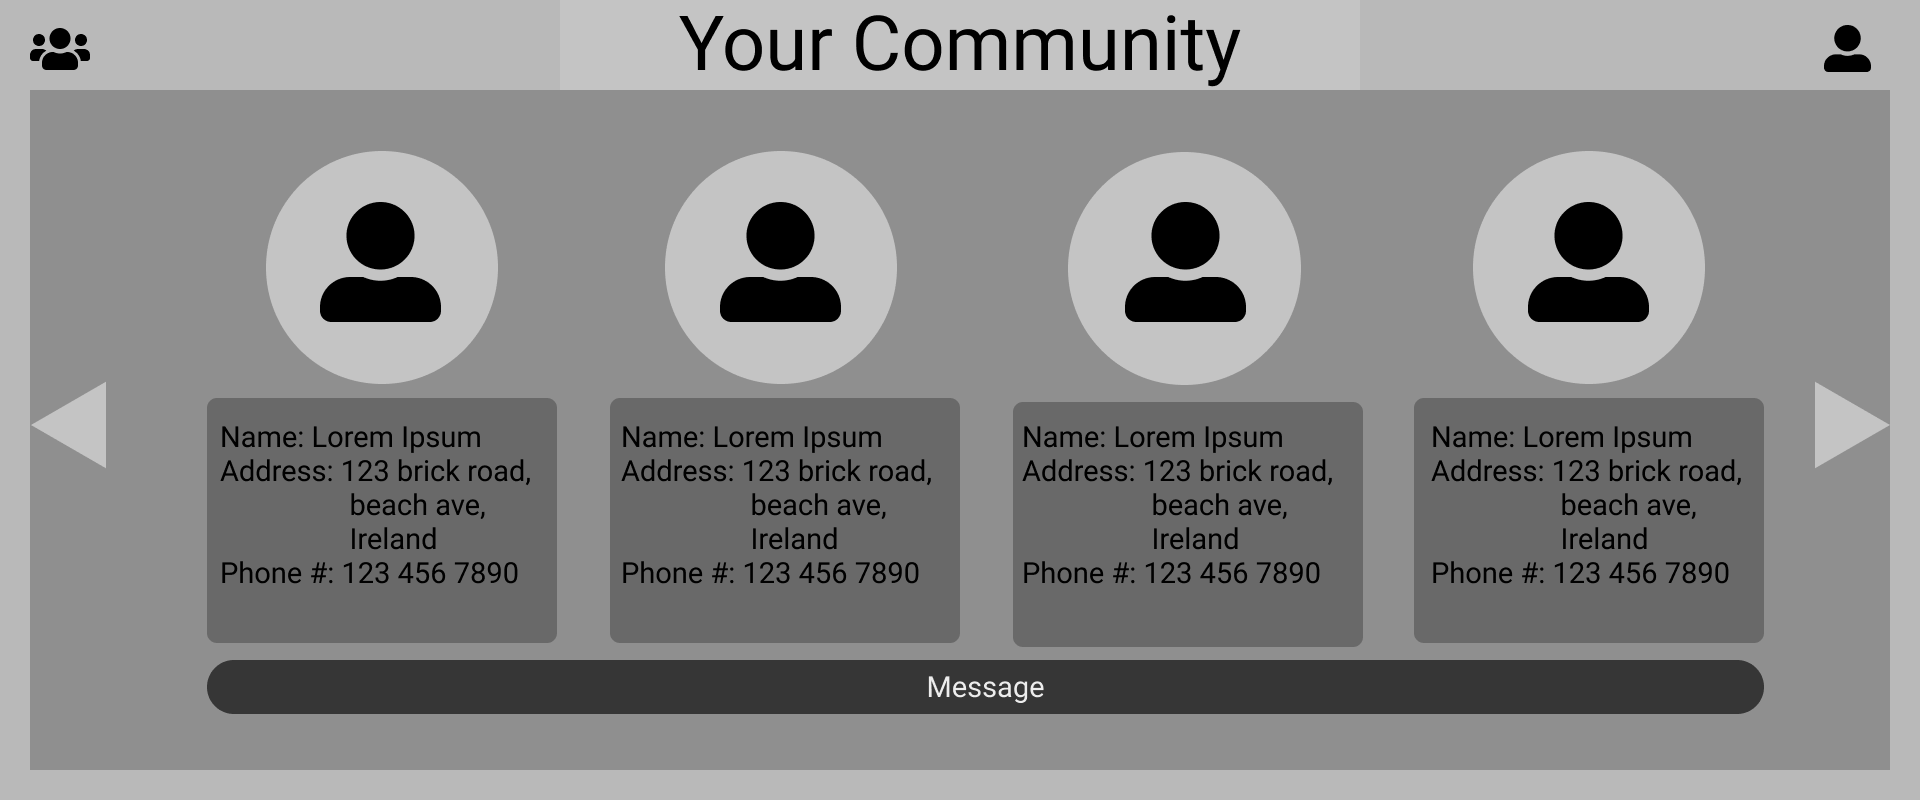 Your Community
Name: Lorem Ipsum
Address: 123 brick road,
beach ave,
Ireland
Phone #: 123 456 7890
Name: Lorem Ipsum
Address: 123 brick road,
beach ave,
Ireland
Phone #: 123 456 7890
Name: Lorem Ipsum
Address: 123 brick road,
beach ave,
Ireland
Phone #: 123 456 7890
Name: Lorem Ipsum
Address: 123 brick road,
beach ave,
Ireland
Phone #: 123 456 7890
Message